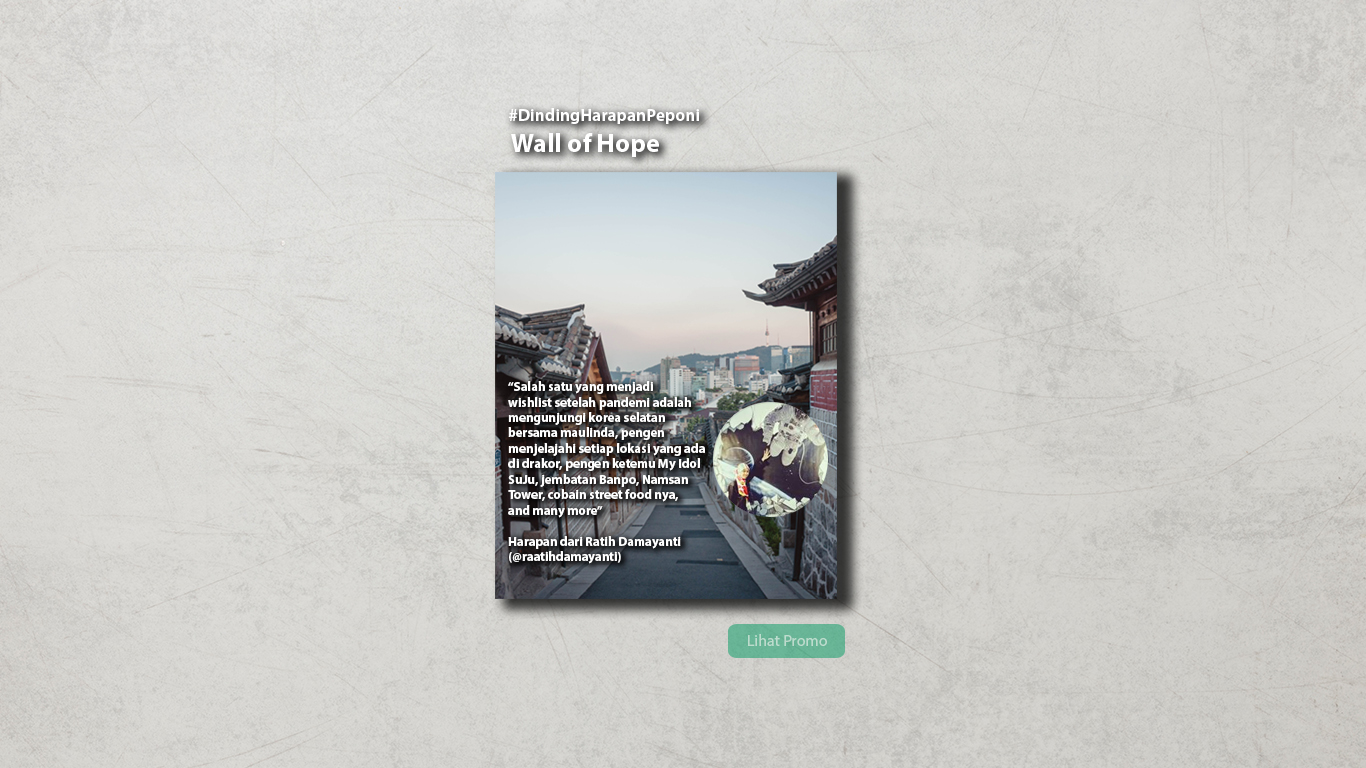 #DindingHarapanPeponi
Wall of Hope
“Salah satu yang menjadi
wishlist setelah pandemi adalah
mengunjungi korea selatan
bersama maulinda, pengen
menjelajahi setiap lokasi yang ada
di drakor, pengen ketemu My Idol
SuJu, Jembatan Banpo, Namsan
Tower, cobain street food nya,
and many more”
Harapan dari Ratih Damayanti
(@raatihdamayanti)
Lihat Promo